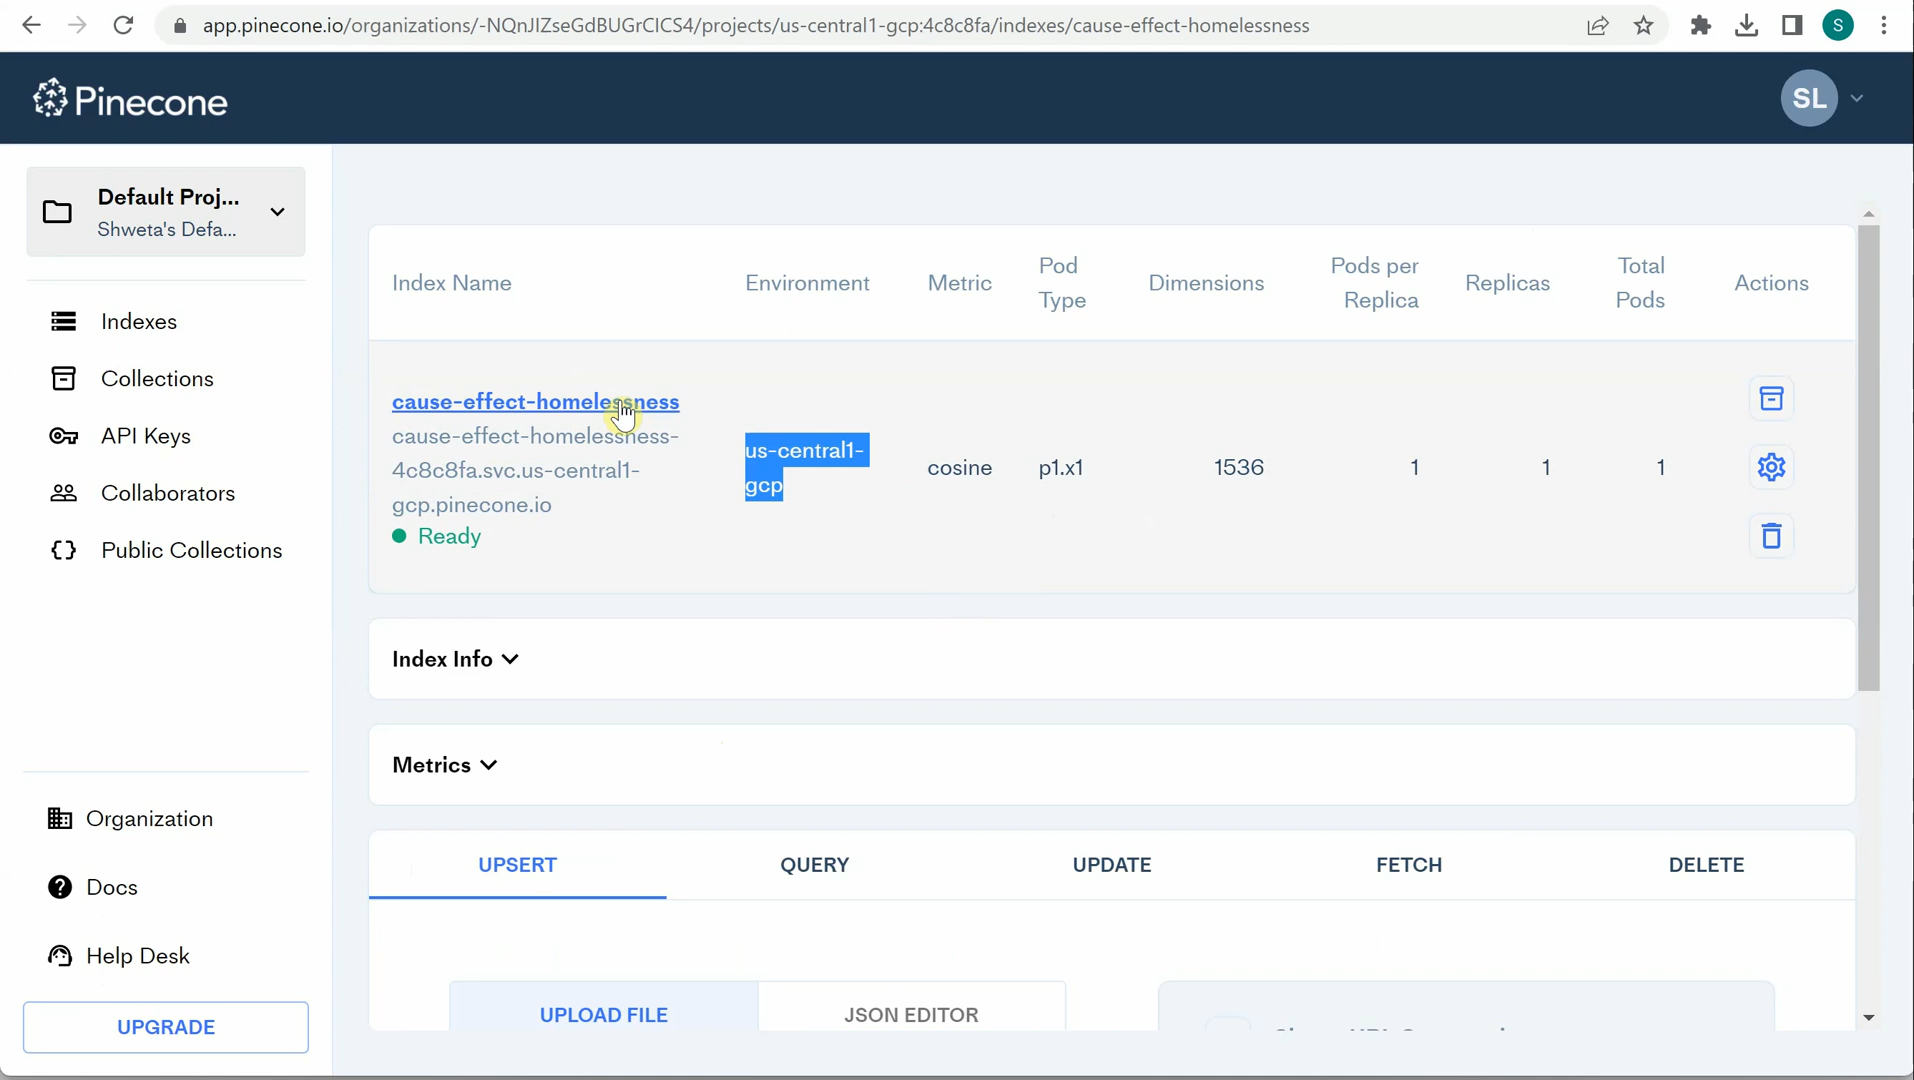 app.pinecone.io/organizations/-NQnJIZseGdBUGrCICS4/projects/us-central1-gcp:4c8c8fa/indexes/cause-effect-homelessness
S
Pinecone
SL
Default Proj...
Shweta's Defa...
Indexes
Collections
API Keys
Collaborators
Public Collections
Organization
Docs
Help Desk
UPGRADE
Index Name
Environment
Metric
Pod
Type
Dimensions
Pods per
Replica
Replicas
Total
Pods
Actions
cause-effect-homelessness
cause-effect-homelessness-
4c8c8fa.svc.us-central1-
gcp.pinecone.io
Ready
us-central1-
gcp
cosine
p1.x1
1536
1
1
1
Index Info
Metrics
UPSERT
QUERY
UPDATE
FETCH
DELETE
UPLOAD FILE
JSON EDITOR